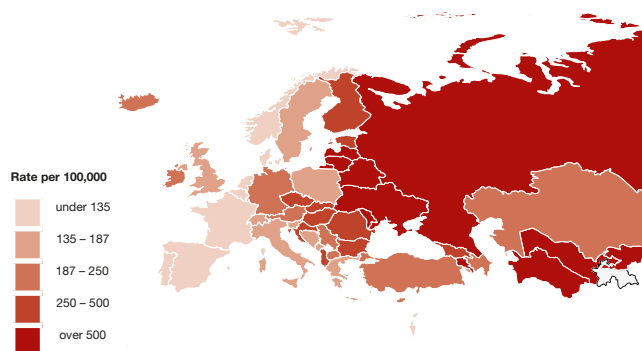 Rate per 100,000
under 135
135 – 187
187 – 250
250 – 500
over 500